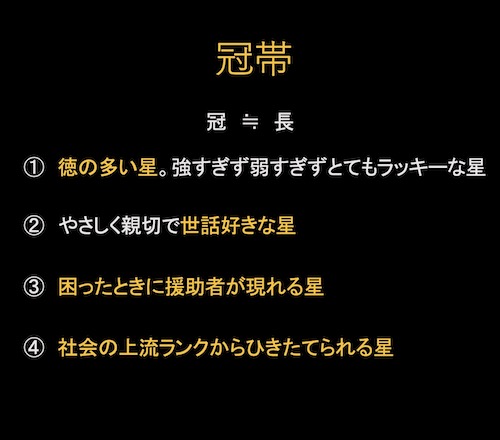 冠帯
冠 ≒ 長
① 徳の多い星。強すぎず弱すぎずとてもラッキーな星
② やさしく親切で世話好きな星
③ 困ったときに援助者が現れる星
④ 社会の上流ランクからひきたてられる星